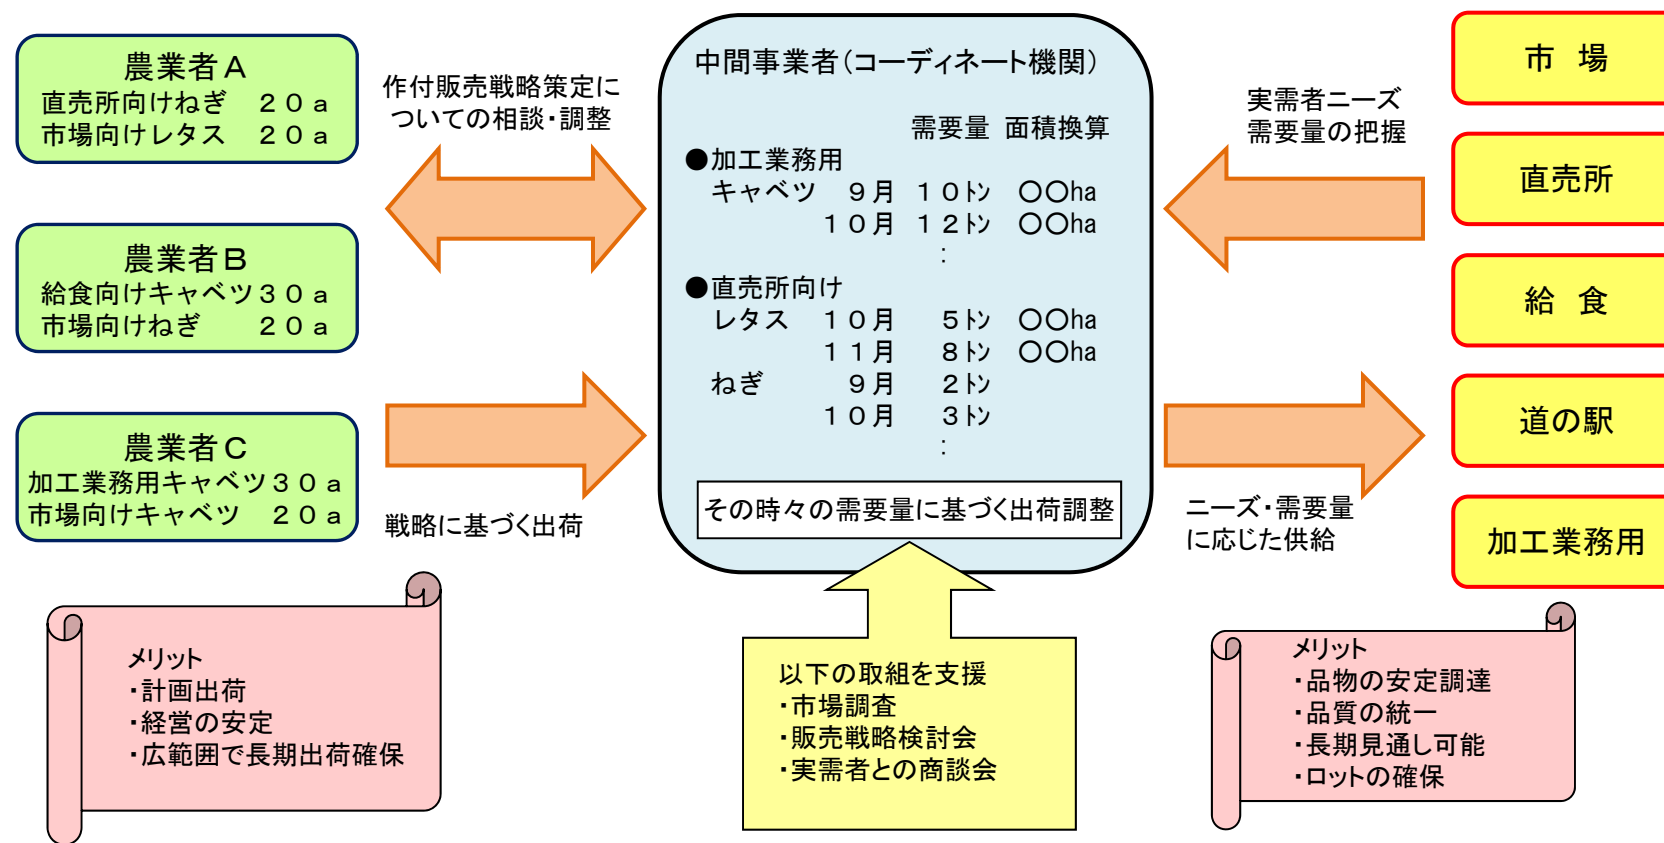 農業者A
直売所向けねぎ 20a
市場向けレタス 20a
農業者B
給食向けキャベツ30a
市場向けねぎ 20a
農業者C
加工業務用キャベツ30a
市場向けキャベツ 20a
作付販売戦略策定に
ついての相談・調整
戦略に基づく出荷
中間事業者(コーディネート機関)
需要量 面積換算
●加工業務用
キャベツ 9月 10トン 〇〇ha
10月 12トン 〇〇ha
:
●直売所向け
レタス 10月 5トン 〇〇ha
11月 8トン 〇〇ha
ねぎ 9月 2トン
10月 3トン
:
その時々の需要量に基づく出荷調整
実需者ニーズ
需要量の把握
ニーズ・需要量
に応じた供給
市 場
直売所
給 食
道の駅
加工業務用
メリット
・計画出荷
・経営の安定
・広範囲で長期出荷確保
以下の取組を支援
・市場調査
・販売戦略検討会
・実需者との商談会
メリット
・品物の安定調達
・品質の統一
・長期見通し可能
・ロットの確保